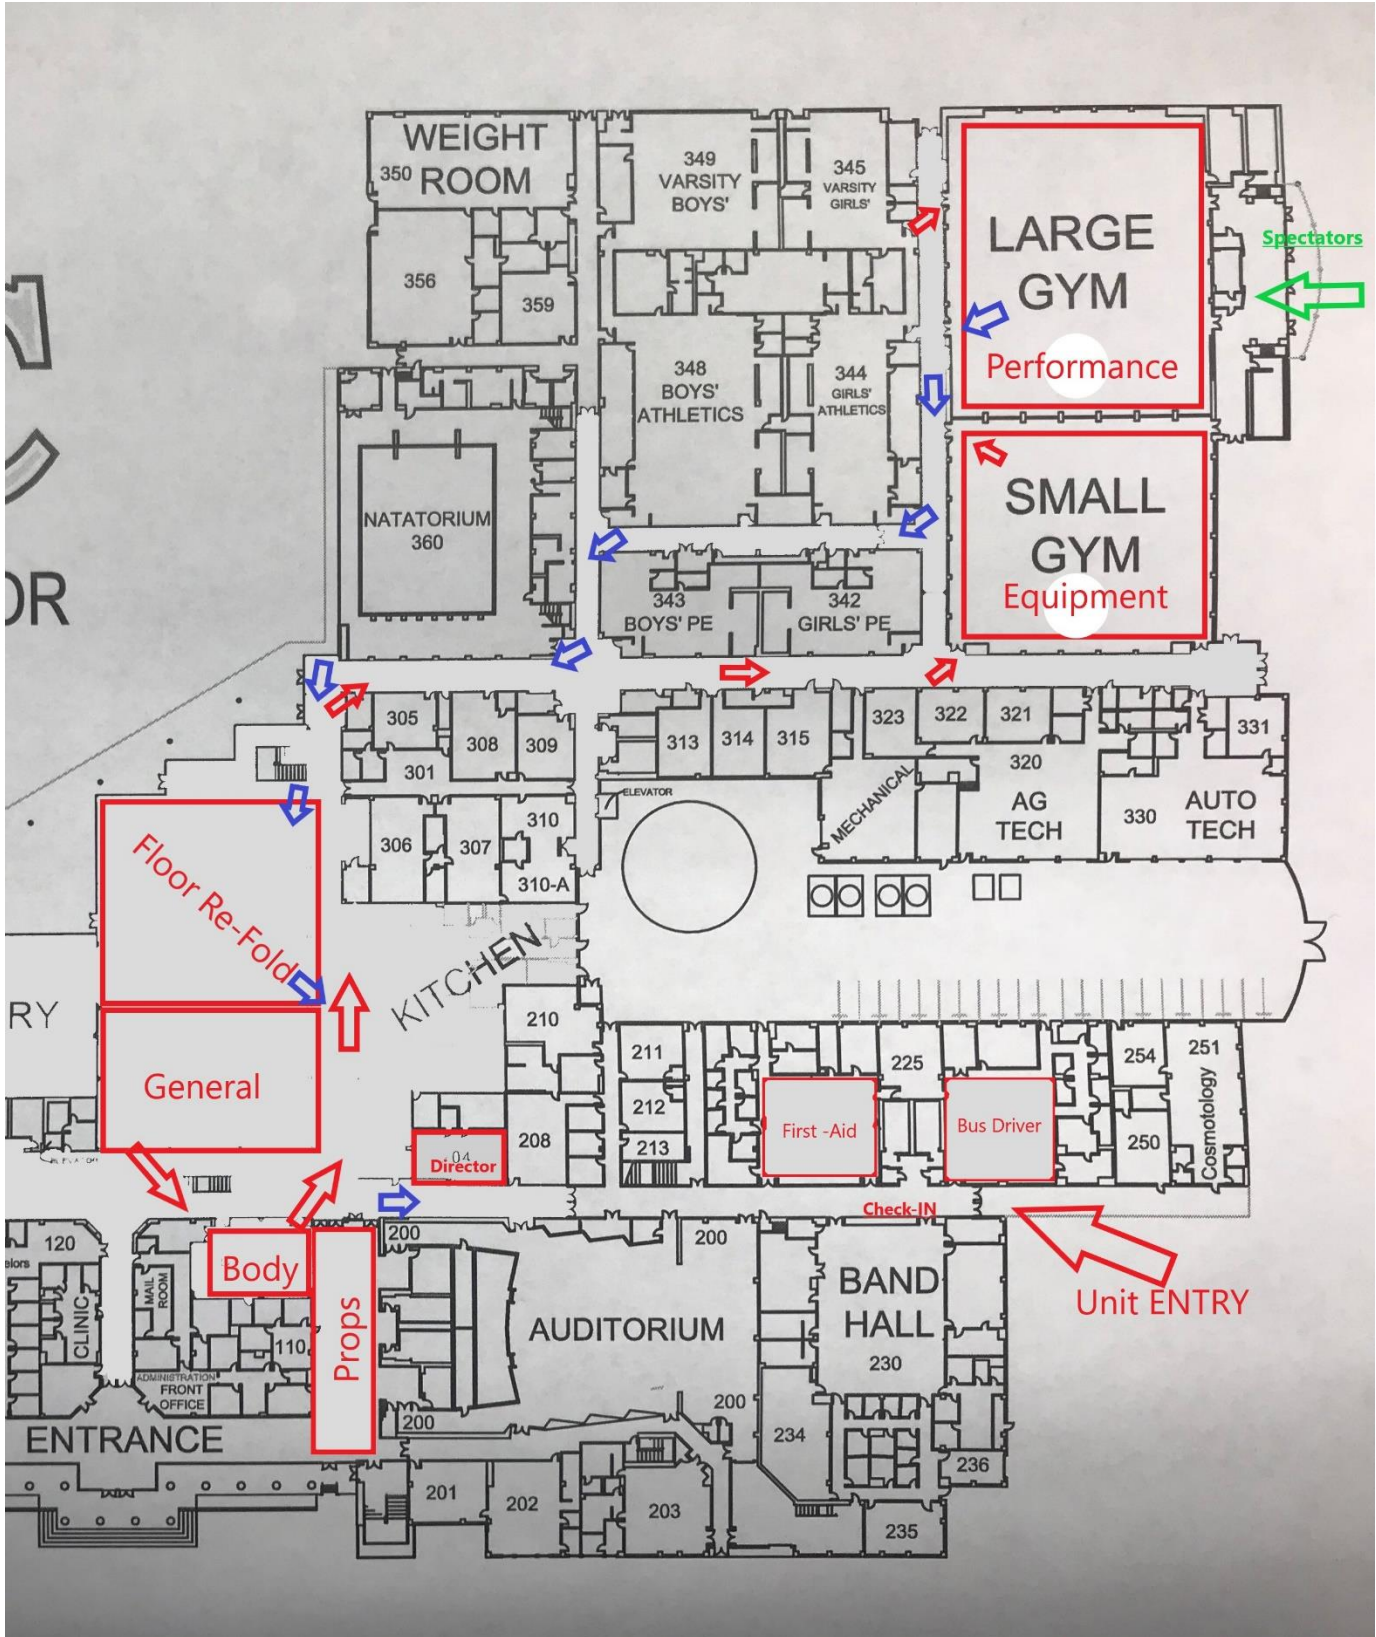 WEIGHT
350 ROOM
349
VARSITY
BOYS'
345
VARSITY
GIRLS'
LARGE
GYM
Performance
Spectators
356
359
348
BOYS'
ATHLETICS
344
GIRLS'
ATHLETICS
NATATORIUM
360
SMALL
GYM
Equipment
OR
343
BOYS' PE
342
GIRLS' PE
305
308
309
301
313
314
315
323
322
321
331
320
AG
TECH
330
AUTO
TECH
MECHANICAL
ELEVATOR
306
307
310
310-A
Floor Re-Fold
KITCHEN
RY
General
210
211
212
213
208
04
Director
225
254
251
250
Cosmotology
First -Aid
Bus Driver
Check-IN
Unit ENTRY
ELEVATOR
120
elors
CLINIC
MAIL
ROOM
Body
Props
110
ADMINISTRATION
FRONT
OFFICE
ENTRANCE
200
200
AUDITORIUM
200
200
BAND
HALL
230
234
236
235
201
202
203